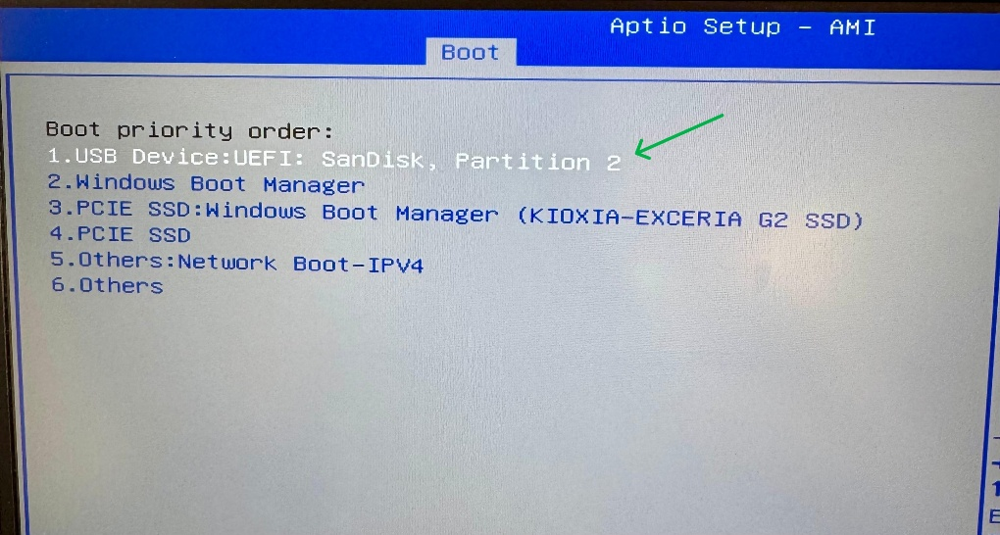 Aptio Setup - AMI
Boot
Boot priority order:
1.USB Device:UEFI: SanDisk, Partition 2
2.Windows Boot Manager
3.PCIE SSD:Windows Boot Manager (KIOXIA-EXCERIA G2 SSD)
4.PCIE SSD
5.Others:Network Boot-IPV4
6.Others